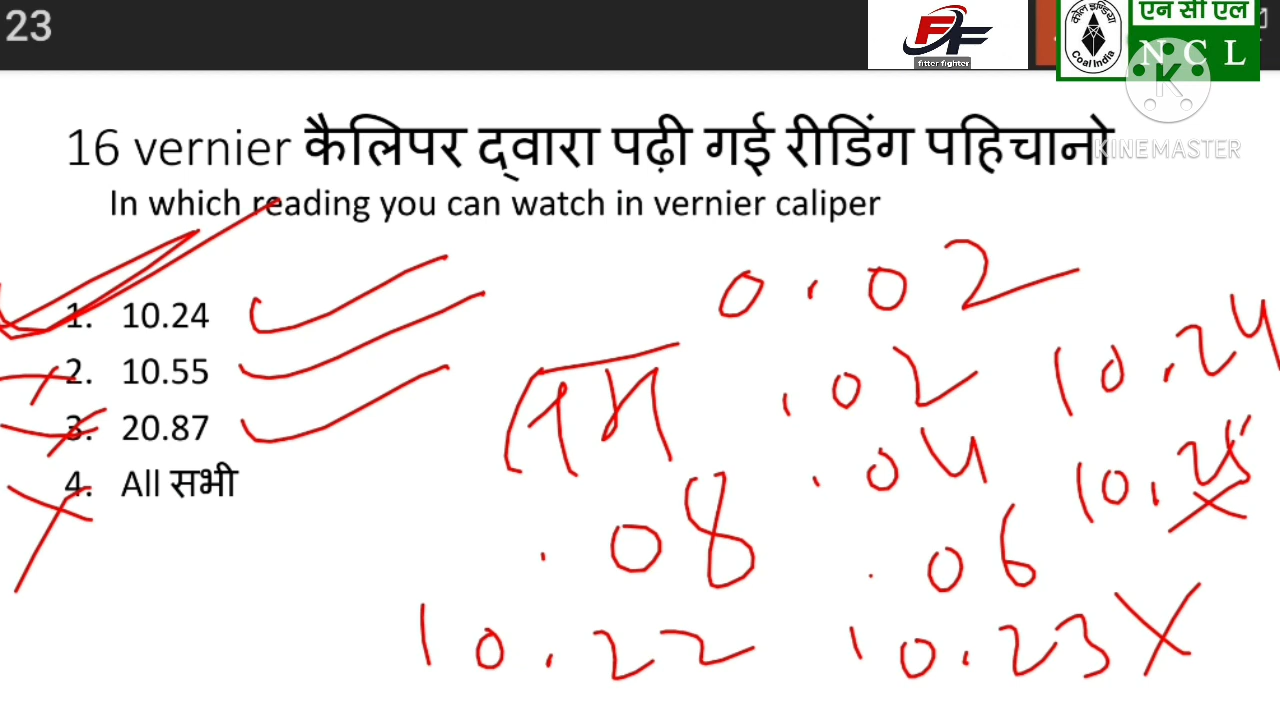 23
FF
fitter fighter
कोल इण्डिया
Coal India
एन सी एल
N C L
K
KINEMASTER
16 vernier कैलिपर द्वारा पढ़ी गई रीडिंग पहिचानो
In which reading you can watch in vernier caliper
0.02
1. 10.24
.02 10.24
2. 10.55
3. 20.87
.04 10.25
4. All सभी
.08 .06
10.22 10.23 X